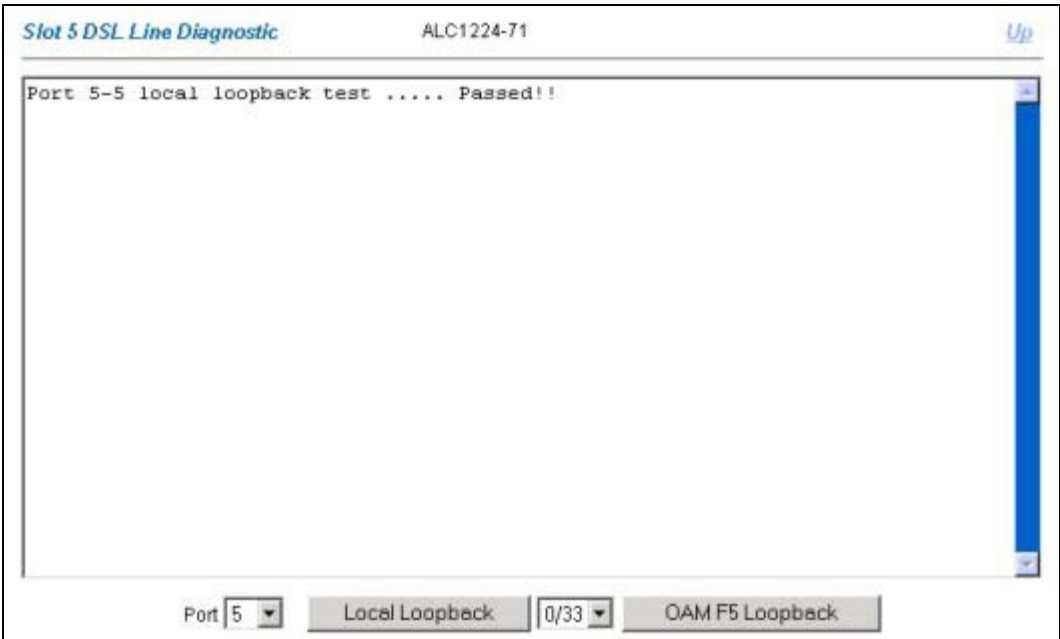 Slot 5 DSL Line Diagnostic ALC1224-71 Up
Port 5-5 local loopback test ..... Passed!!
Port 5 Local Loopback 0/33 OAM F5 Loopback